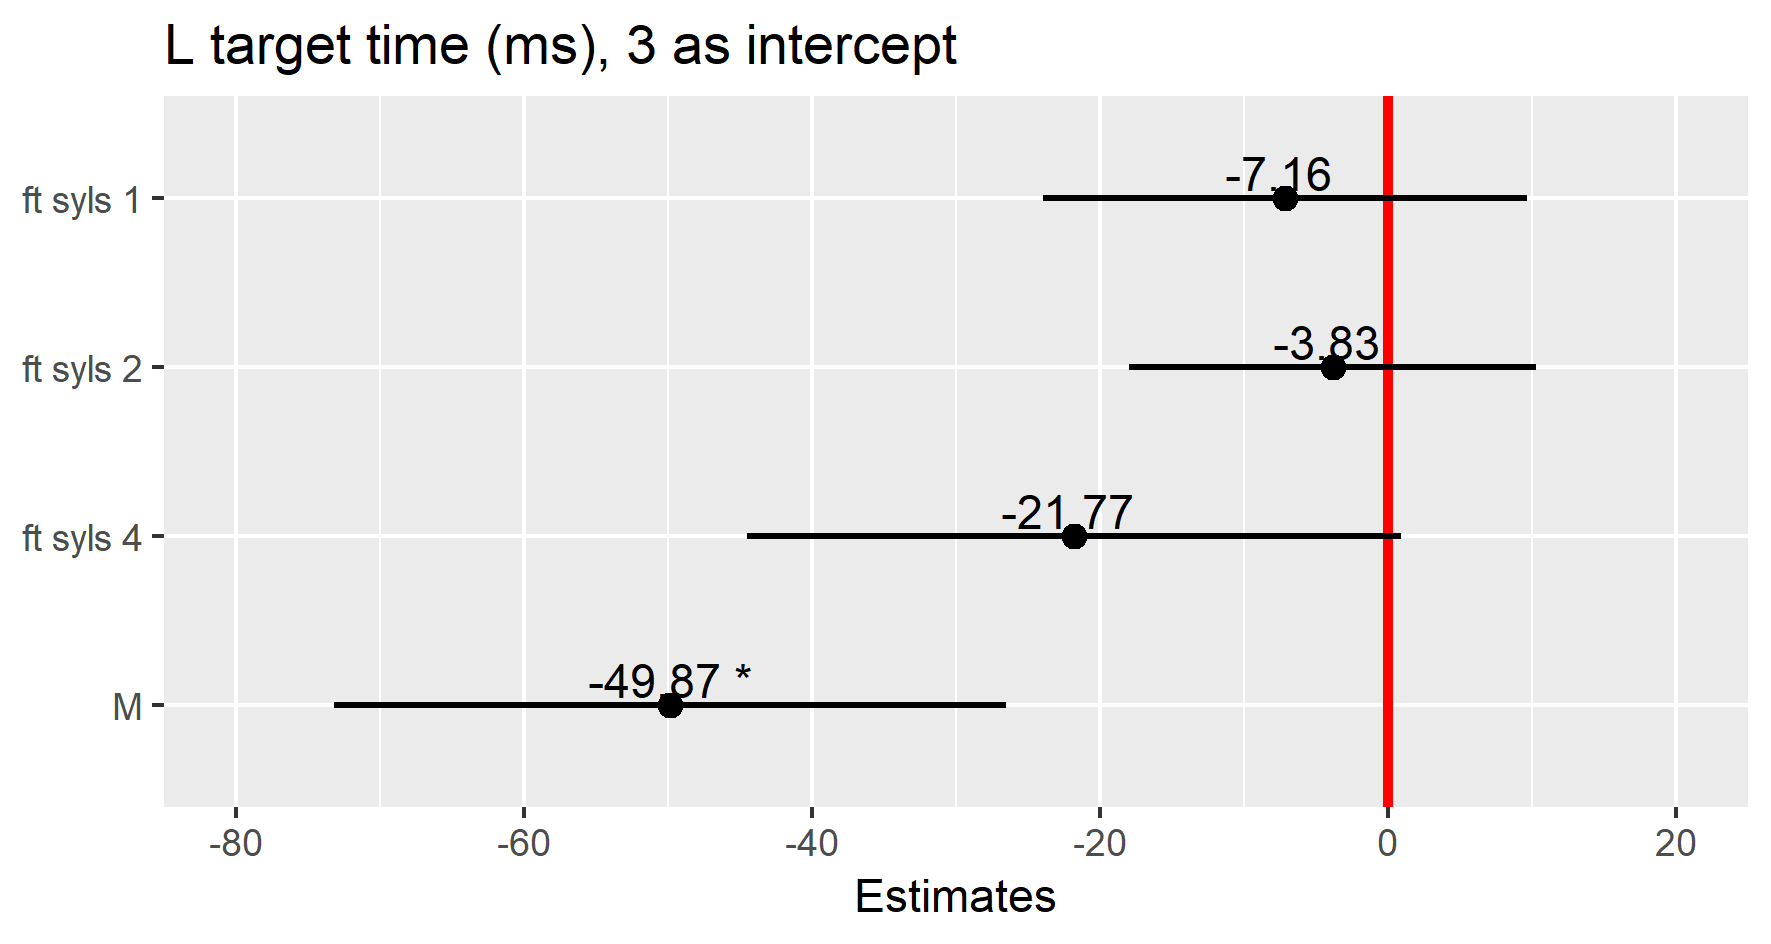 L target time (ms), 3 as intercept
ft syls 1
-7.16
ft syls 2
-3.83
ft syls 4
-21.77
M
-49.87 *
-80 -60 -40 -20 0 20
Estimates